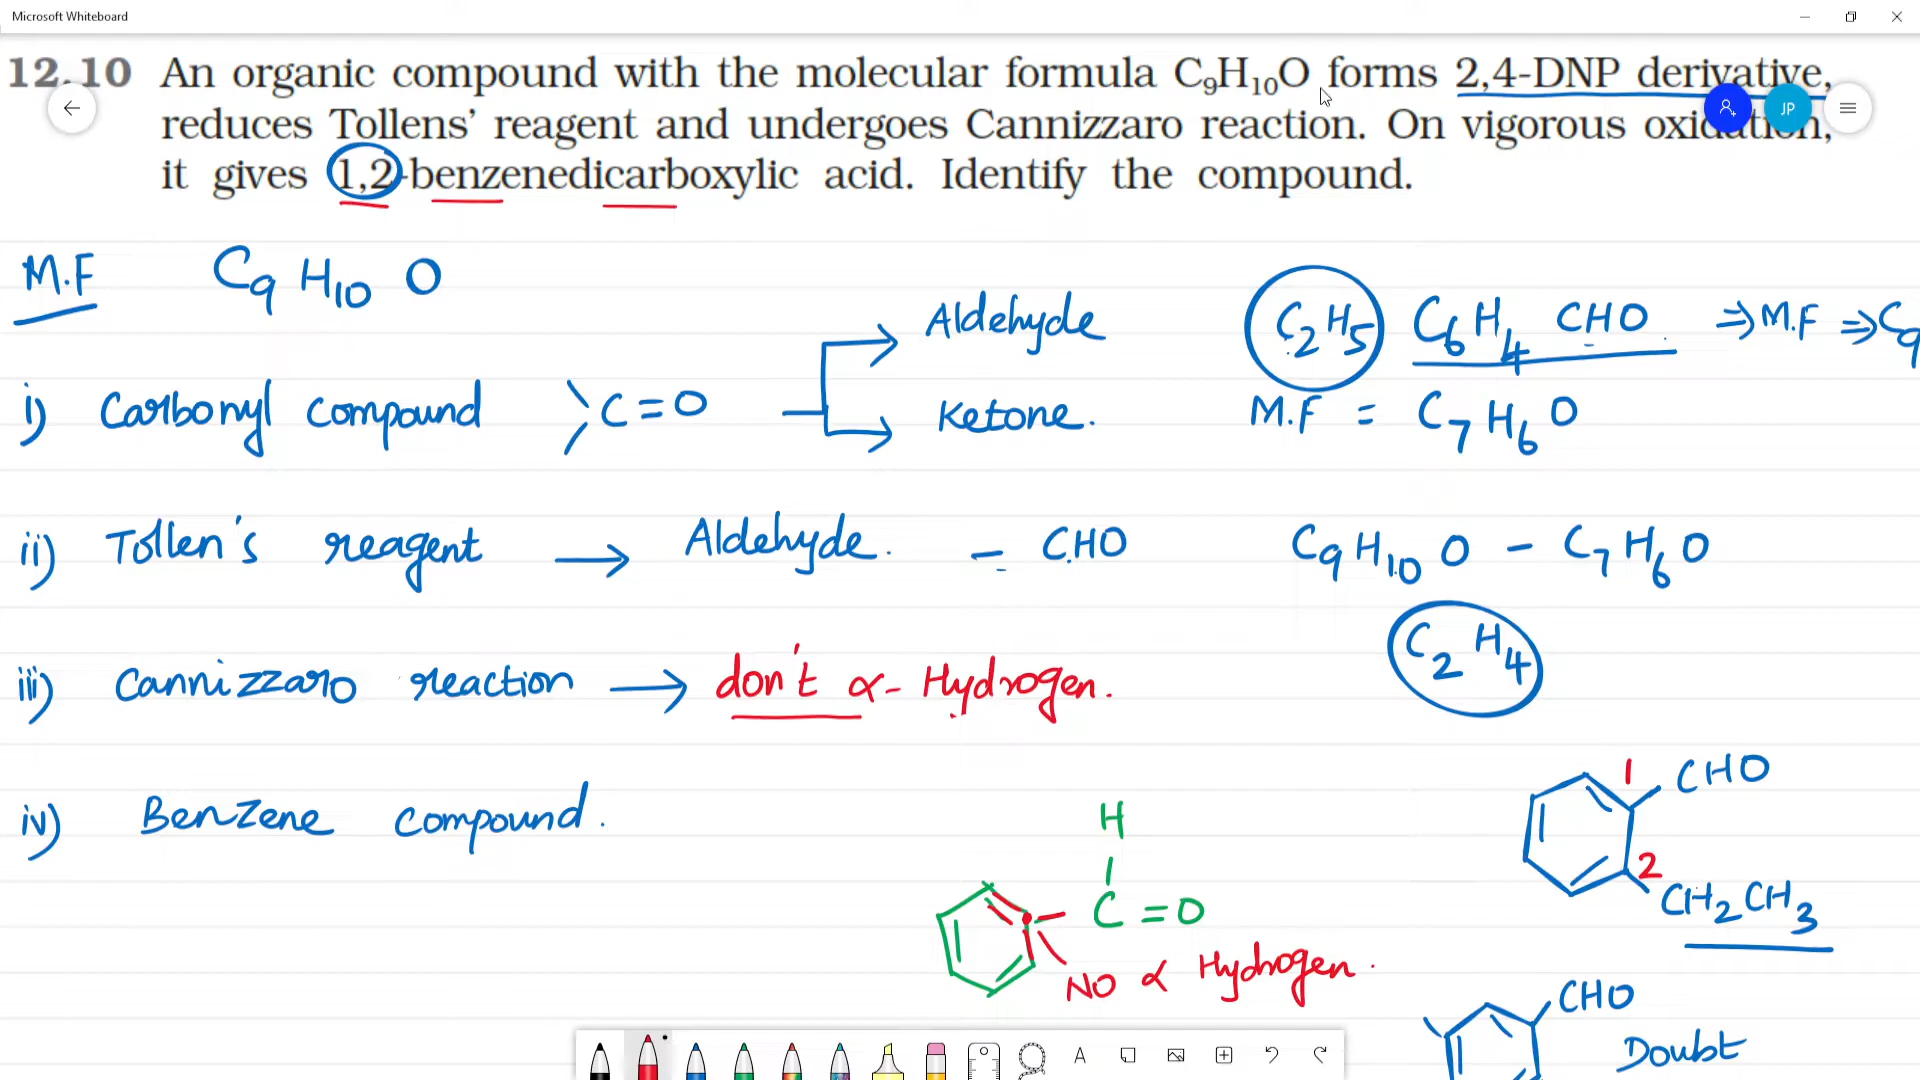 Microsoft Whiteboard
12.10 An organic compound with the molecular formula C₉H₁₀O forms 2,4-DNP derivative,
reduces Tollens' reagent and undergoes Cannizzaro reaction. On vigorous oxidation,
it gives 1,2-benzenedicarboxylic acid. Identify the compound.
JP
M.F C₉H₁₀O
Aldehyde C₂H₅ C₆H₄ CHO ⇒ M.F ⇒ C₉
i) Carbonyl compound >C=O Ketone. M.F = C₇H₆O
ii) Tollen's reagent → Aldehyde. - CHO C₉H₁₀O - C₇H₆O
C₂H₄
iii) Cannizzaro reaction → don't α- Hydrogen.
1 CHO
iv) Benzene compound.
H
2
CH₂CH₃
C=O
NO α Hydrogen.
CHO
Doubt
A